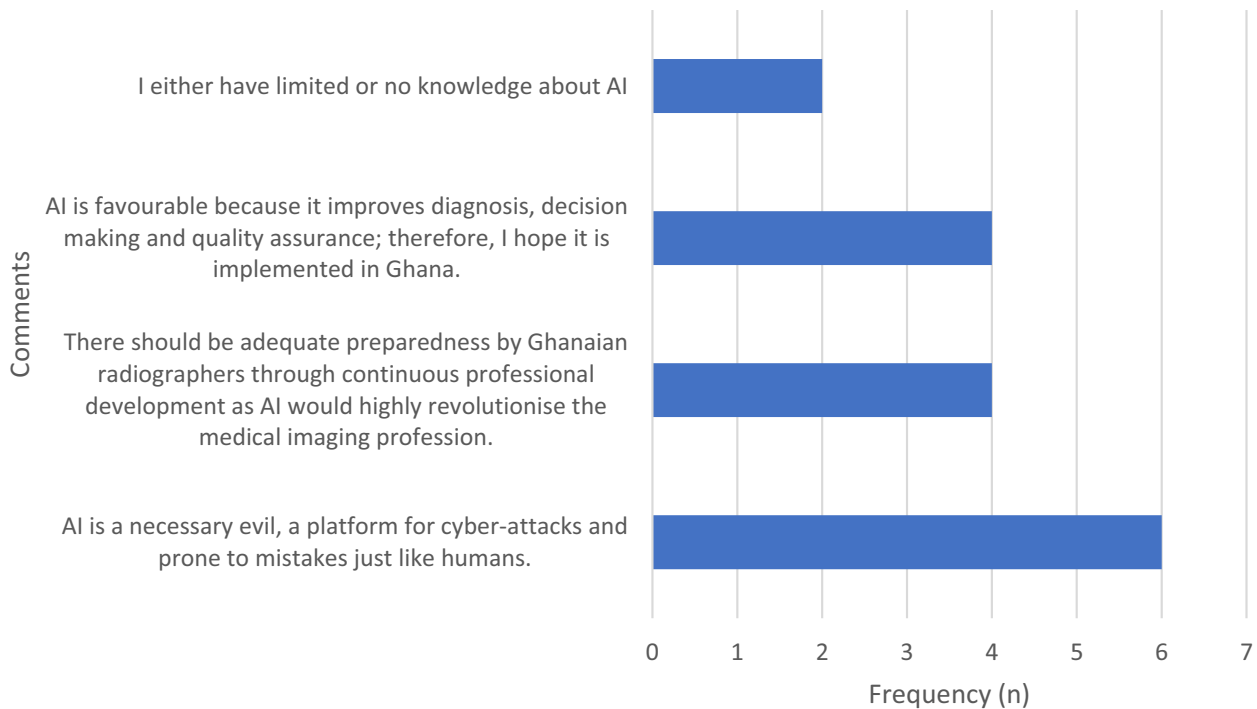 I either have limited or no knowledge about AI
AI is favourable because it improves diagnosis, decision
making and quality assurance; therefore, I hope it is
implemented in Ghana.
There should be adequate preparedness by Ghanaian
radiographers through continuous professional
development as AI would highly revolutionise the
medical imaging profession.
AI is a necessary evil, a platform for cyber-attacks and
prone to mistakes just like humans.
Comments
0 1 2 3 4 5 6 7
Frequency (n)